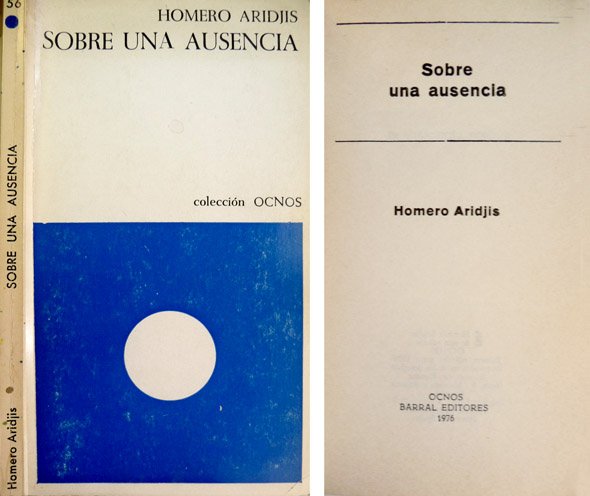 56
SOBRE UNA AUSENCIA
Homero Aridjis
HOMERO ARIDJIS
SOBRE UNA AUSENCIA
colección OCNOS
Sobre
una ausencia
Homero Aridjis
OCNOS
BARRAL EDITORES
1976